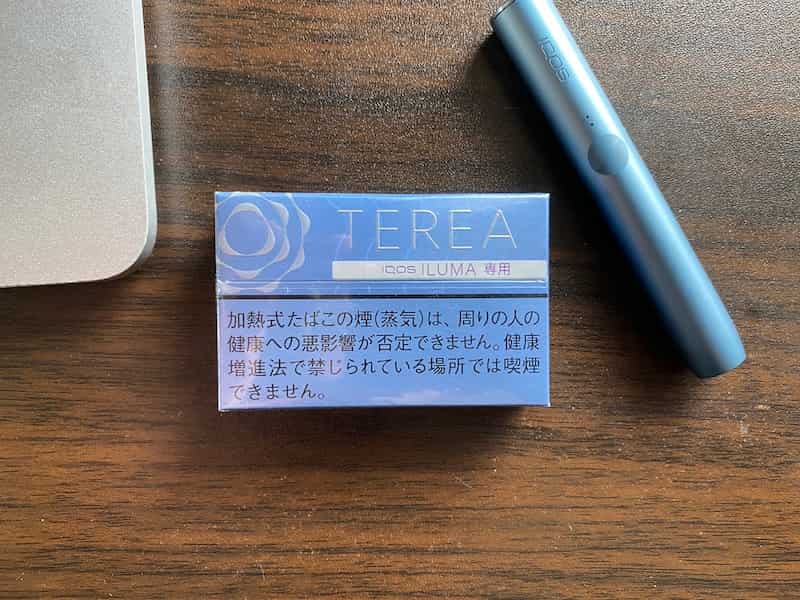 IQOS
TEREA
IQOS ILUMA 専用
加熱式たばこの煙(蒸気)は、周りの人の
健康への悪影響が否定できません。健康
増進法で禁じられている場所では喫煙
できません。